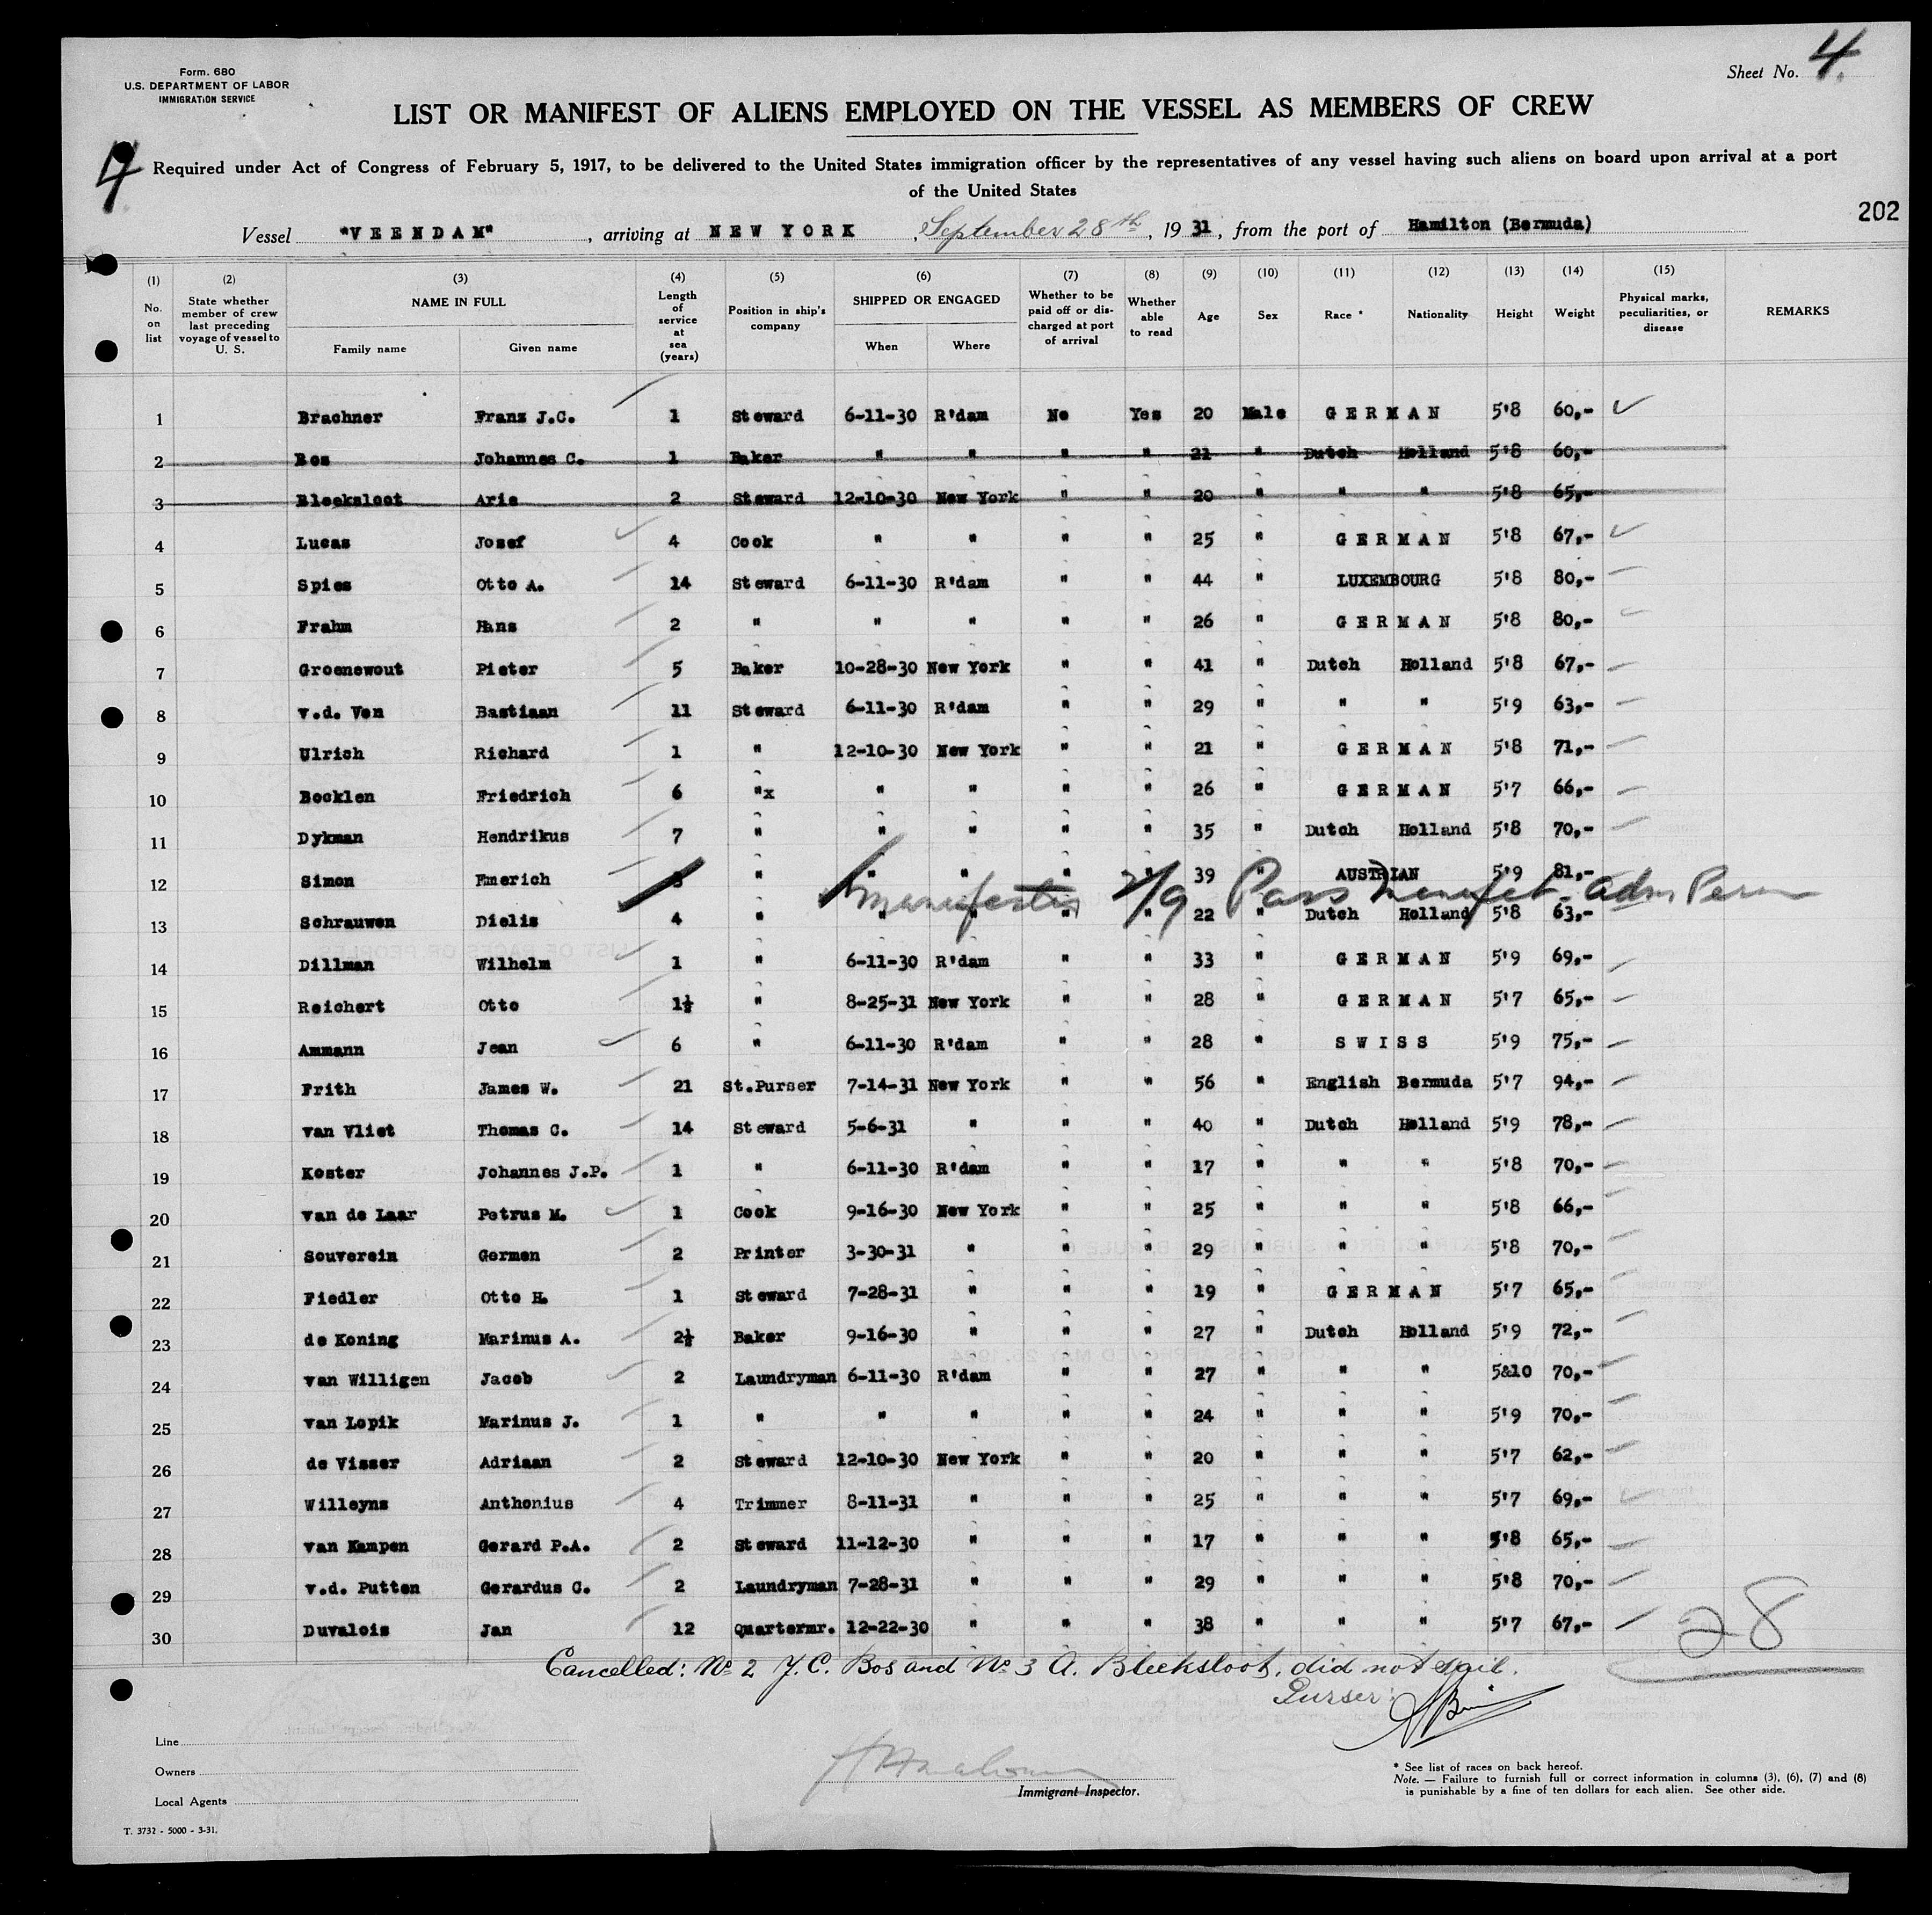 Form. 680
U.S. DEPARTMENT OF LABOR
IMMIGRATION SERVICE
Sheet No. 4.
LIST OR MANIFEST OF ALIENS EMPLOYED ON THE VESSEL AS MEMBERS OF CREW
4
Required under Act of Congress of February 5, 1917, to be delivered to the United States immigration officer by the representatives of any vessel having such aliens on board upon arrival at a port
of the United States
202
Vessel "VEENDAM", arriving at NEW YORK, September 28th, 1931, from the port of Hamilton (Bermuda)
(1) No. on list (2) State whether member of crew last preceding voyage of vessel to U. S. (3) NAME IN FULL Family name Given name (4) Length of service at sea (years) (5) Position in ship's company (6) SHIPPED OR ENGAGED When Where (7) Whether to be paid off or discharged at port of arrival (8) Whether able to read (9) Age (10) Sex (11) Race * (12) Nationality (13) Height (14) Weight (15) Physical marks, peculiarities, or disease REMARKS
1 Brachner Franz J.C. 1 Steward 6-11-30 R'dam No Yes 20 Male GERMAN 5'8 60,-
2 Bos Johannes C. 1 Baker " " " " 21 " Dutch Holland 5'8 60,-
3 Bleeksloot Arie 2 Steward 12-10-30 New York " " 20 " " " 5'8 65,-
4 Lucas Josef 4 Cook " " " " 25 " GERMAN 5'8 67,-
5 Spies Otto A. 14 Steward 6-11-30 R'dam " " 44 " LUXEMBOURG 5'8 80,-
6 Frahm Hans 2 " " " " " 26 " GERMAN 5'8 80,-
7 Groenewout Pieter 5 Baker 10-28-30 New York " " 41 " Dutch Holland 5'8 67,-
8 v.d. Ven Bastiaan 11 Steward 6-11-30 R'dam " " 29 " " " 5'9 63,-
9 Ulrich Richard 1 " 12-10-30 New York " " 21 " GERMAN 5'8 71,-
10 Bocklen Friedrich 6 "x " " " " 26 " GERMAN 5'7 66,-
11 Dykman Hendrikus 7 " " " " " 35 " Dutch Holland 5'8 70,-
12 Simon Emerich " " " " " 39 " AUSTRIAN 5'9 81,-
manifested 2/9 Pass manifest - adm Perm
13 Schrauwen Dielis 4 " " " " " 22 " Dutch Holland 5'8 63,-
14 Dillman Wilhelm 1 " 6-11-30 R'dam " " 33 " GERMAN 5'9 69,-
15 Reichert Otto 1½ " 8-25-31 New York " " 28 " GERMAN 5'7 65,-
16 Ammann Jean 6 " 6-11-30 R'dam " " 28 " SWISS 5'9 75,-
17 Frith James W. 21 St.Purser 7-14-31 New York " " 56 " English Bermuda 5'7 94,-
18 van Vliet Thomas C. 14 Steward 5-6-31 " " " 40 " Dutch Holland 5'9 78,-
19 Koster Johannes J.P. 1 " 6-11-30 R'dam " " 17 " " " 5'8 70,-
20 van de Laar Petrus M. 1 Cook 9-16-30 New York " " 25 " " " 5'8 66,-
21 Souverein Germen 2 Printer 3-30-31 " " " 29 " " " 5'8 70,-
22 Fiedler Otto H. 1 Steward 7-28-31 " " " 19 " GERMAN 5'7 65,-
23 de Koning Marinus A. 2½ Baker 9-16-30 " " " 27 " Dutch Holland 5'9 72,-
24 van Willigen Jacob 2 Laundryman 6-11-30 R'dam " " 27 " " " 5&10 70,-
25 van Lopik Marinus J. 1 " " " " " 24 " " " 5'9 70,-
26 de Visser Adriaan 2 Steward 12-10-30 New York " " 20 " " " 5'7 62,-
27 Willeyns Anthonius 4 Trimmer 8-11-31 " " " 25 " " " 5'7 69,-
28 van Kampen Gerard P.A. 2 Steward 11-12-30 " " " 17 " " " 5'8 65,-
29 v.d. Putten Gerardus C. 2 Laundryman 7-28-31 " " " 29 " " " 5'8 70,-
30 Duvalois Jan 12 Quartermr. 12-22-30 " " " 38 " " " 5'7 67,-
28
Cancelled: No 2 J.C. Bos and No 3 A. Bleeksloot, did not sail.
Purser:
Line
Owners
Local Agents
Immigrant Inspector.
* See list of races on back hereof.
Note. — Failure to furnish full or correct information in columns (3), (6), (7) and (8)
is punishable by a fine of ten dollars for each alien. See other side.
T. 3732 - 5000 - 3-31.